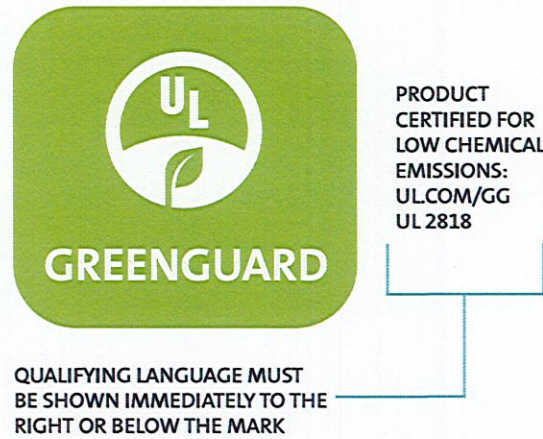 UL
GREENGUARD
PRODUCT
CERTIFIED FOR
LOW CHEMICAL
EMISSIONS:
UL.COM/GG
UL 2818
QUALIFYING LANGUAGE MUST
BE SHOWN IMMEDIATELY TO THE
RIGHT OR BELOW THE MARK